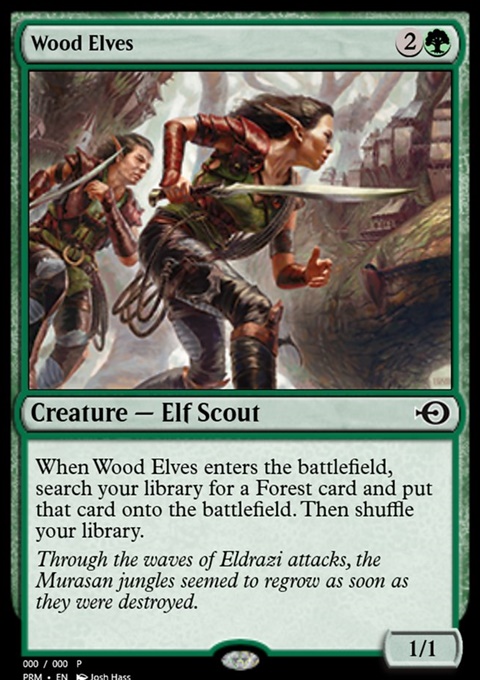 Wood Elves 2
Creature — Elf Scout
When Wood Elves enters the battlefield,
search your library for a Forest card and put
that card onto the battlefield. Then shuffle
your library.
Through the waves of Eldrazi attacks, the
Murasan jungles seemed to regrow as soon as
they were destroyed.
1/1
000 / 000 P
PRM • EN Josh Hass